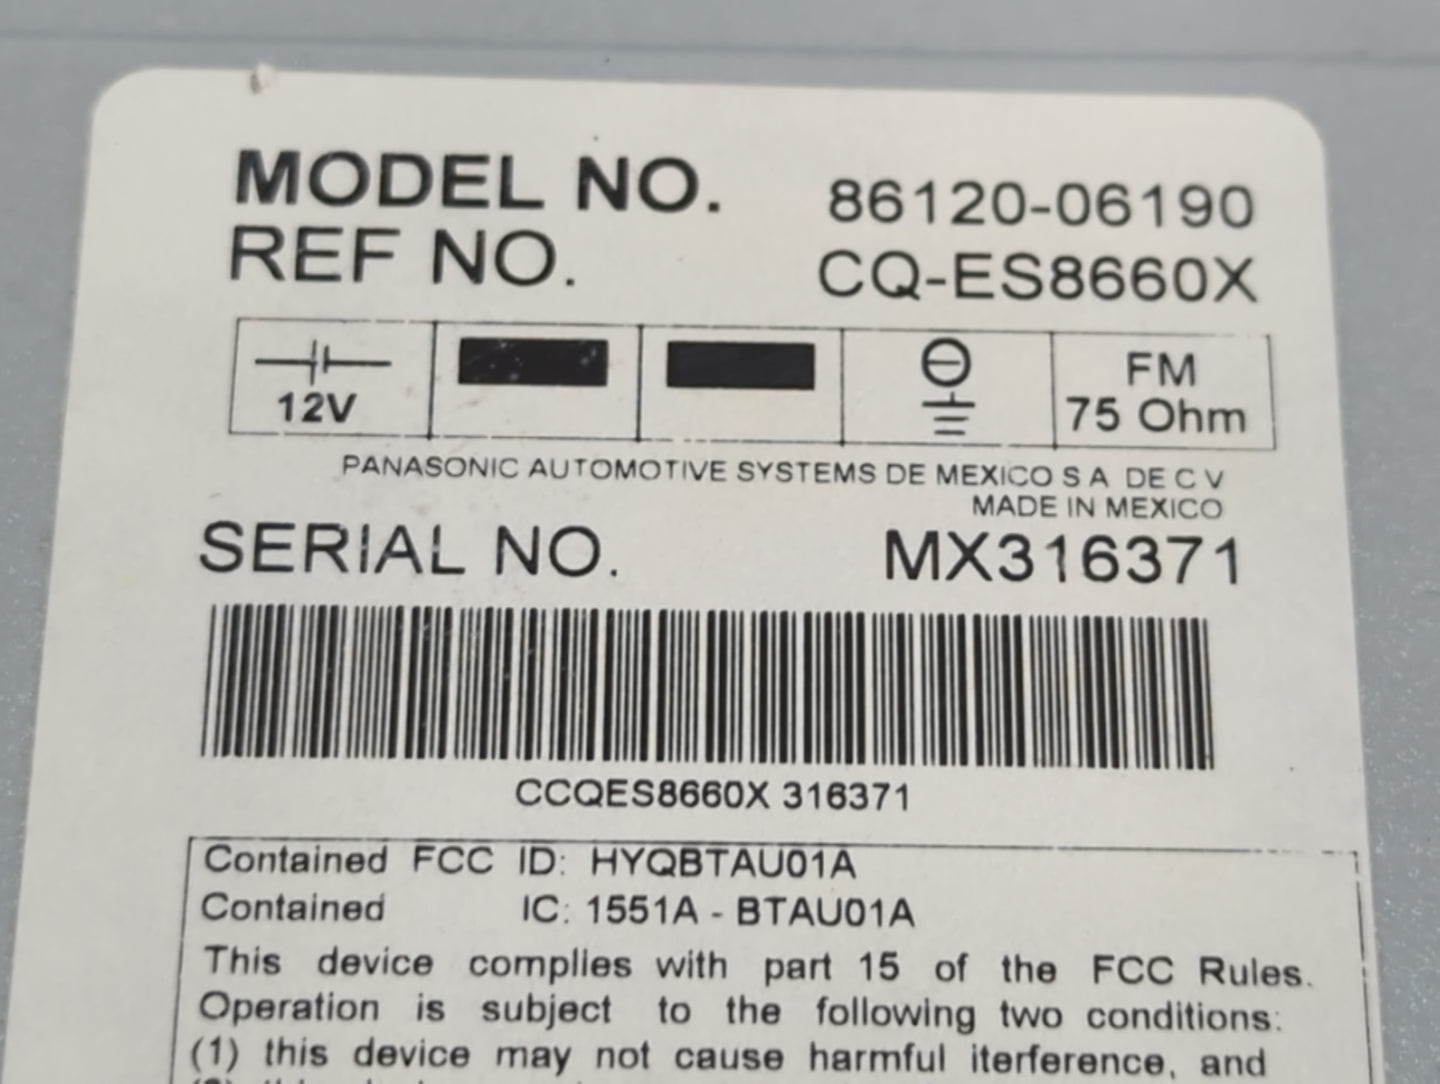 MODEL NO. 86120-06190
REF NO. CQ-ES8660X
12V FM 75 Ohm
PANASONIC AUTOMOTIVE SYSTEMS DE MEXICO S A DE C V
MADE IN MEXICO
SERIAL NO. MX316371
CCQES8660X 316371
Contained FCC ID: HYQBTAU01A
Contained IC: 1551A - BTAU01A
This device complies with part 15 of the FCC Rules.
Operation is subject to the following two conditions:
(1) this device may not cause harmful iterference, and